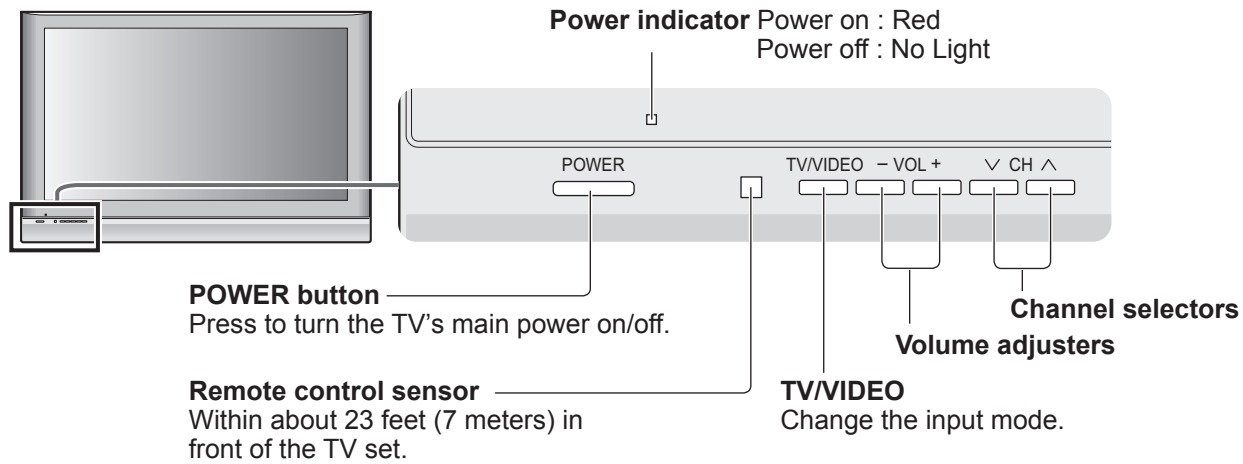 Power indicator Power on : Red
Power off : No Light
POWER
TV/VIDEO − VOL + ∨ CH ∧
POWER button
Press to turn the TV's main power on/off.
Channel selectors
Volume adjusters
Remote control sensor
Within about 23 feet (7 meters) in
front of the TV set.
TV/VIDEO
Change the input mode.